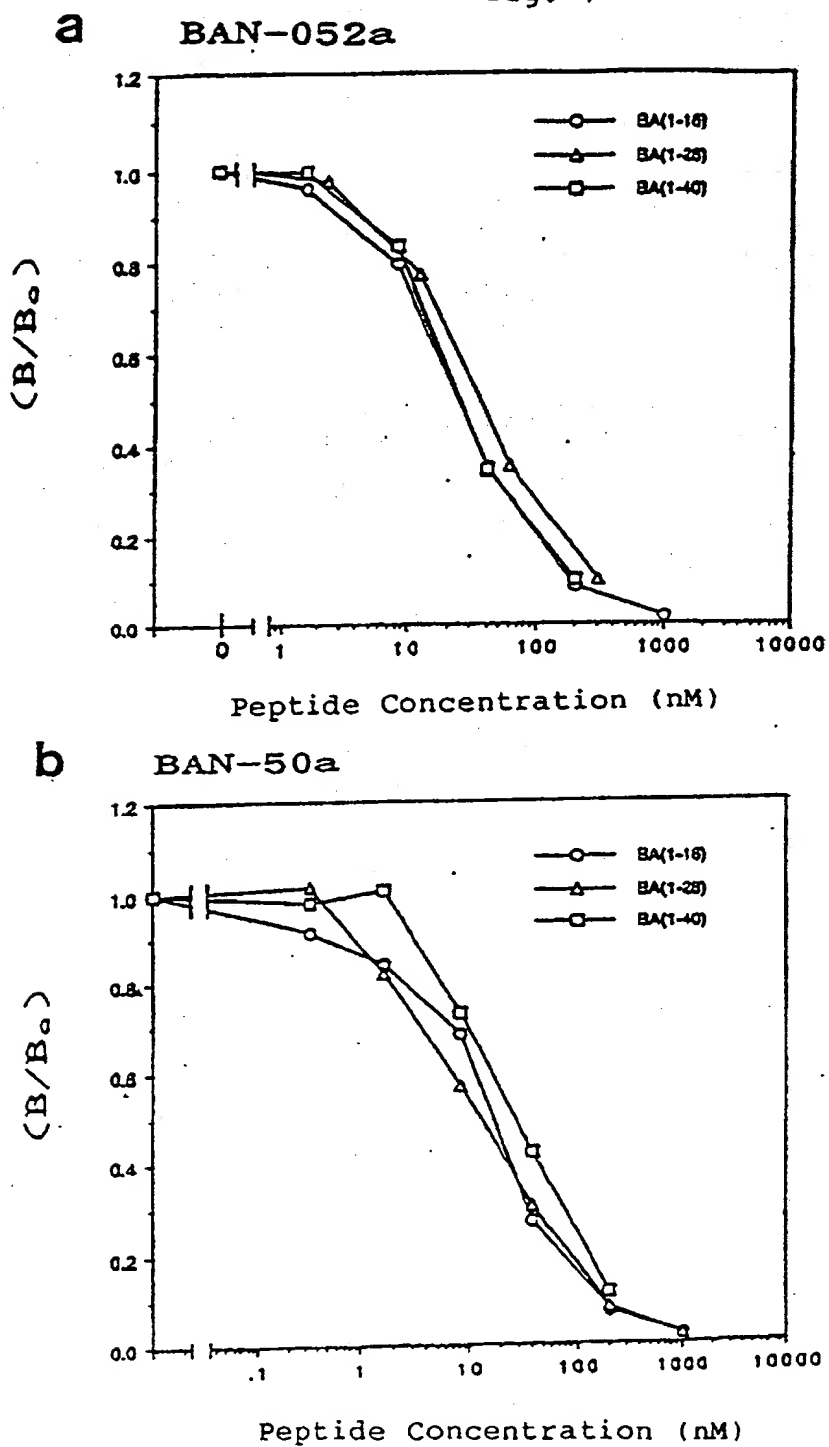 a BAN-052a
1.2
1.0
0.8
0.6
0.4
0.2
0.0
(B/B₀)
BA(1-16)
BA(1-28)
BA(1-40)
0 1 10 100 1000 10000
Peptide Concentration (nM)
b BAN-50a
1.2
1.0
0.8
0.6
0.4
0.2
0.0
(B/B₀)
BA(1-16)
BA(1-28)
BA(1-40)
.1 1 10 100 1000 10000
Peptide Concentration (nM)